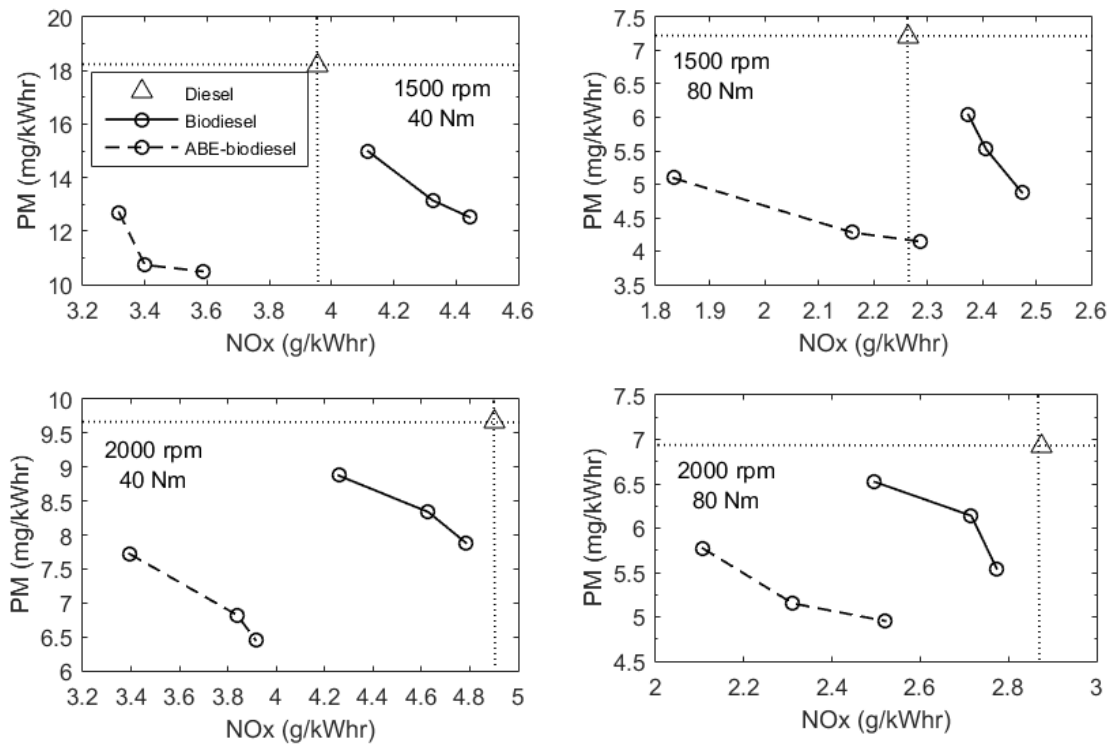 20
18
16
14
12
10
PM (mg/kWhr)
3.2 3.4 3.6 3.8 4 4.2 4.4 4.6
NOx (g/kWhr)
Diesel
Biodiesel
ABE-biodiesel
1500 rpm
40 Nm
7.5
7
6.5
6
5.5
5
4.5
4
3.5
PM (mg/kWhr)
1.8 1.9 2 2.1 2.2 2.3 2.4 2.5 2.6
NOx (g/kWhr)
1500 rpm
80 Nm
10
9.5
9
8.5
8
7.5
7
6.5
6
PM (mg/kWhr)
3.2 3.4 3.6 3.8 4 4.2 4.4 4.6 4.8 5
NOx (g/kWhr)
2000 rpm
40 Nm
7.5
7
6.5
6
5.5
5
4.5
PM (mg/kWhr)
2 2.2 2.4 2.6 2.8 3
NOx (g/kWhr)
2000 rpm
80 Nm